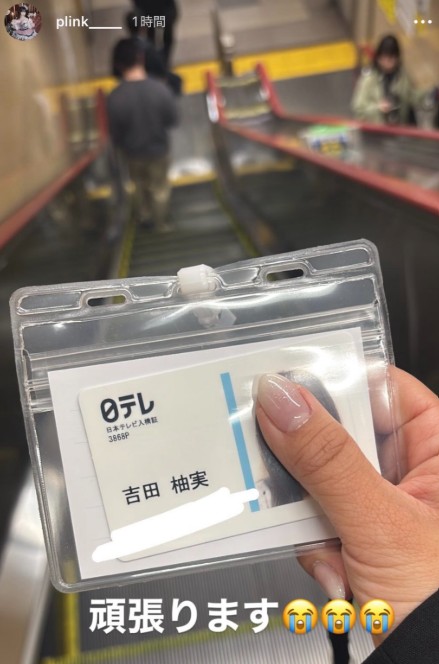 plink____ 1時間
日テレ
日本テレビ入構証
3868P
吉田 柚実
頑張ります😭😭😭